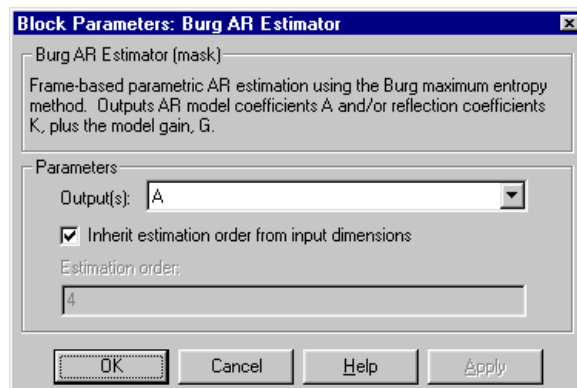 Block Parameters: Burg AR Estimator
Burg AR Estimator (mask)
Frame-based parametric AR estimation using the Burg maximum entropy
method. Outputs AR model coefficients A and/or reflection coefficients
K, plus the model gain, G.
Parameters
Output(s): A
Inherit estimation order from input dimensions
Estimation order:
4
OK Cancel Help Apply